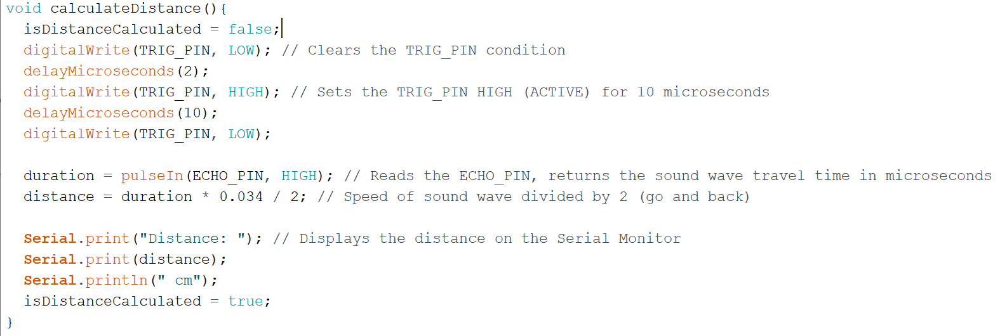 void calculateDistance(){
  isDistanceCalculated = false;
  digitalWrite(TRIG_PIN, LOW); // Clears the TRIG_PIN condition
  delayMicroseconds(2);
  digitalWrite(TRIG_PIN, HIGH); // Sets the TRIG_PIN HIGH (ACTIVE) for 10 microseconds
  delayMicroseconds(10);
  digitalWrite(TRIG_PIN, LOW);

  duration = pulseIn(ECHO_PIN, HIGH); // Reads the ECHO_PIN, returns the sound wave travel time in microseconds
  distance = duration * 0.034 / 2; // Speed of sound wave divided by 2 (go and back)

  Serial.print("Distance: "); // Displays the distance on the Serial Monitor
  Serial.print(distance);
  Serial.println(" cm");
  isDistanceCalculated = true;
}